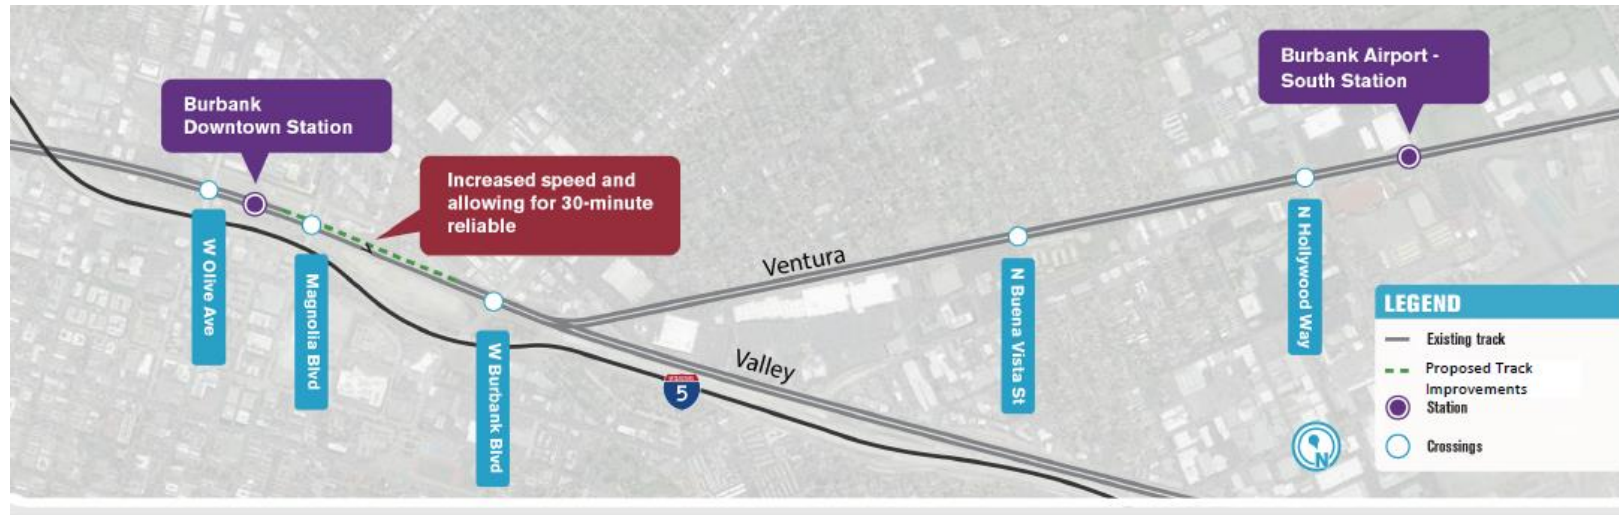 Burbank
Downtown Station
Burbank Airport -
South Station
Increased speed and
allowing for 30-minute
reliable
W Olive Ave
Magnolia Blvd
W Burbank Blvd
Ventura
Valley
5
N Buena Vista St
N Hollywood Way
LEGEND
Existing track
Proposed Track
Improvements
Station
Crossings
N